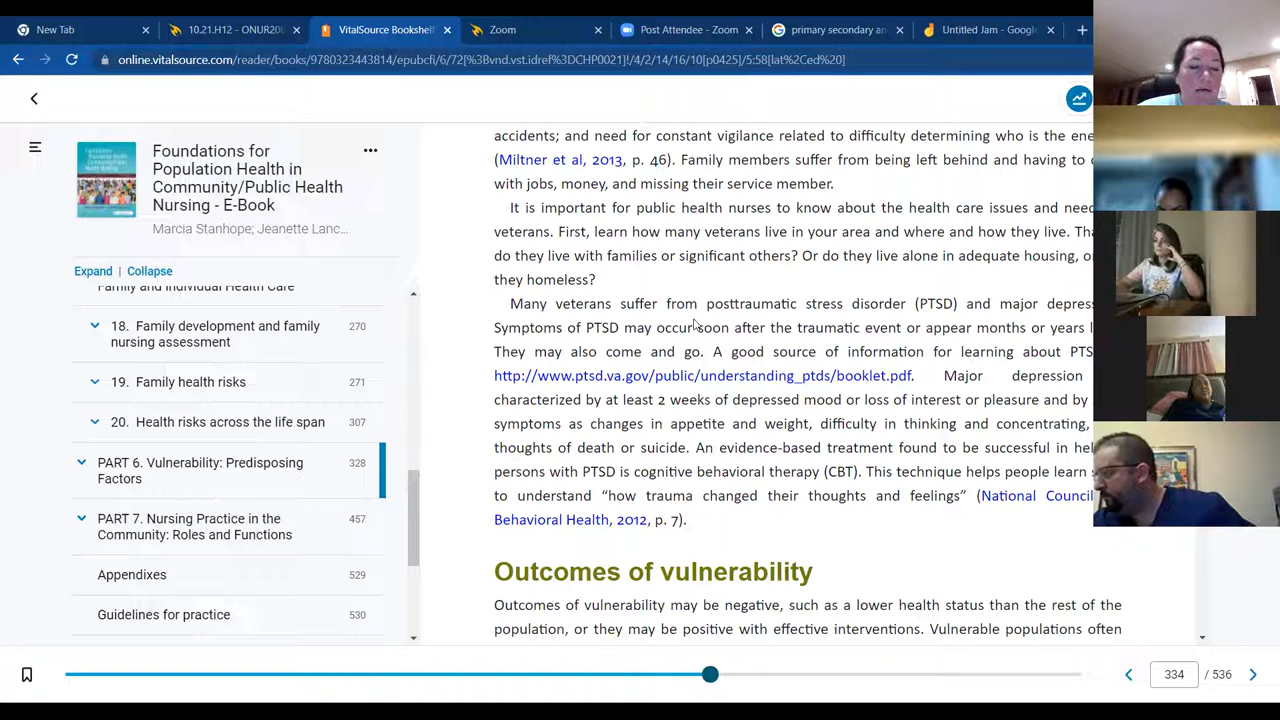 New Tab
10.21.H12 - ONUR206
VitalSource Bookshelf
Zoom
Post Attendee - Zoom
primary secondary an
Untitled Jam - Google
online.vitalsource.com/reader/books/9780323443814/epubcfi/6/72[%3Bvnd.vst.idref%3DCHP0021]!/4/2/14/16/10[p0425]/5:58[lat%2Ced%20]
Foundations for
Population Health in
Community/Public Health
Nursing - E-Book
Marcia Stanhope; Jeanette Lanc...
Expand | Collapse
Family and Individual Health Care
18. Family development and family
nursing assessment
270
19. Family health risks
271
20. Health risks across the life span
307
PART 6. Vulnerability: Predisposing
Factors
328
PART 7. Nursing Practice in the
Community: Roles and Functions
457
Appendixes
529
Guidelines for practice
530
accidents; and need for constant vigilance related to difficulty determining who is the ene
(Miltner et al, 2013, p. 46). Family members suffer from being left behind and having to
with jobs, money, and missing their service member.
It is important for public health nurses to know about the health care issues and need
veterans. First, learn how many veterans live in your area and where and how they live. Tha
do they live with families or significant others? Or do they live alone in adequate housing, o
they homeless?
Many veterans suffer from posttraumatic stress disorder (PTSD) and major depres
Symptoms of PTSD may occur soon after the traumatic event or appear months or years l
They may also come and go. A good source of information for learning about PTS
http://www.ptsd.va.gov/public/understanding_ptds/booklet.pdf. Major depression
characterized by at least 2 weeks of depressed mood or loss of interest or pleasure and by
symptoms as changes in appetite and weight, difficulty in thinking and concentrating,
thoughts of death or suicide. An evidence-based treatment found to be successful in hel
persons with PTSD is cognitive behavioral therapy (CBT). This technique helps people learn
to understand “how trauma changed their thoughts and feelings” (National Council
Behavioral Health, 2012, p. 7).
Outcomes of vulnerability
Outcomes of vulnerability may be negative, such as a lower health status than the rest of the
population, or they may be positive with effective interventions. Vulnerable populations often
334 / 536